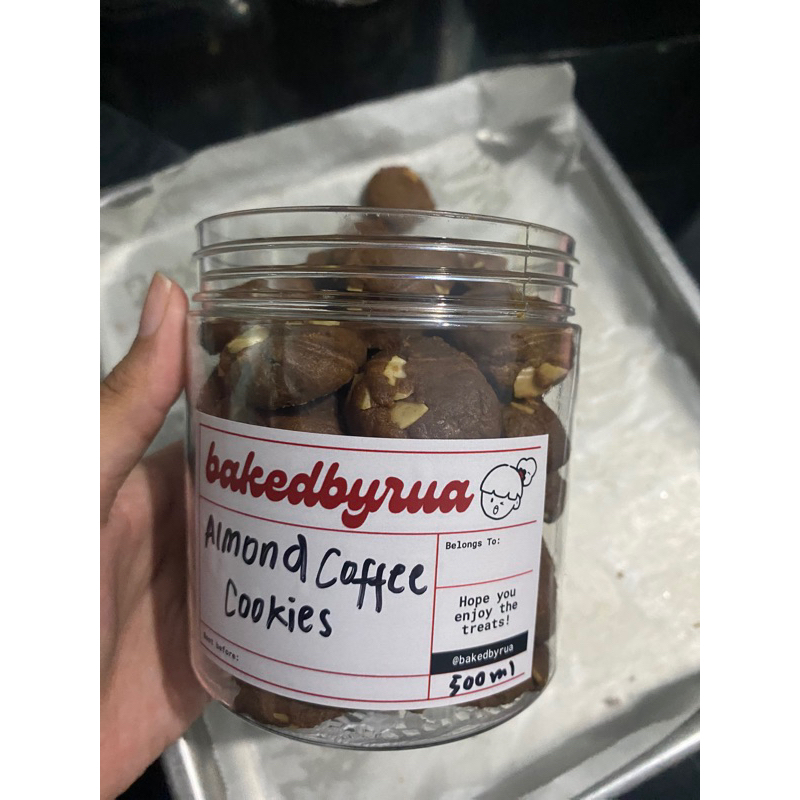 bakedbyrua
Almond Coffee
Cookies
Belongs To:
Hope you
enjoy the
treats!
@bakedbyrua
Best before:
500ml